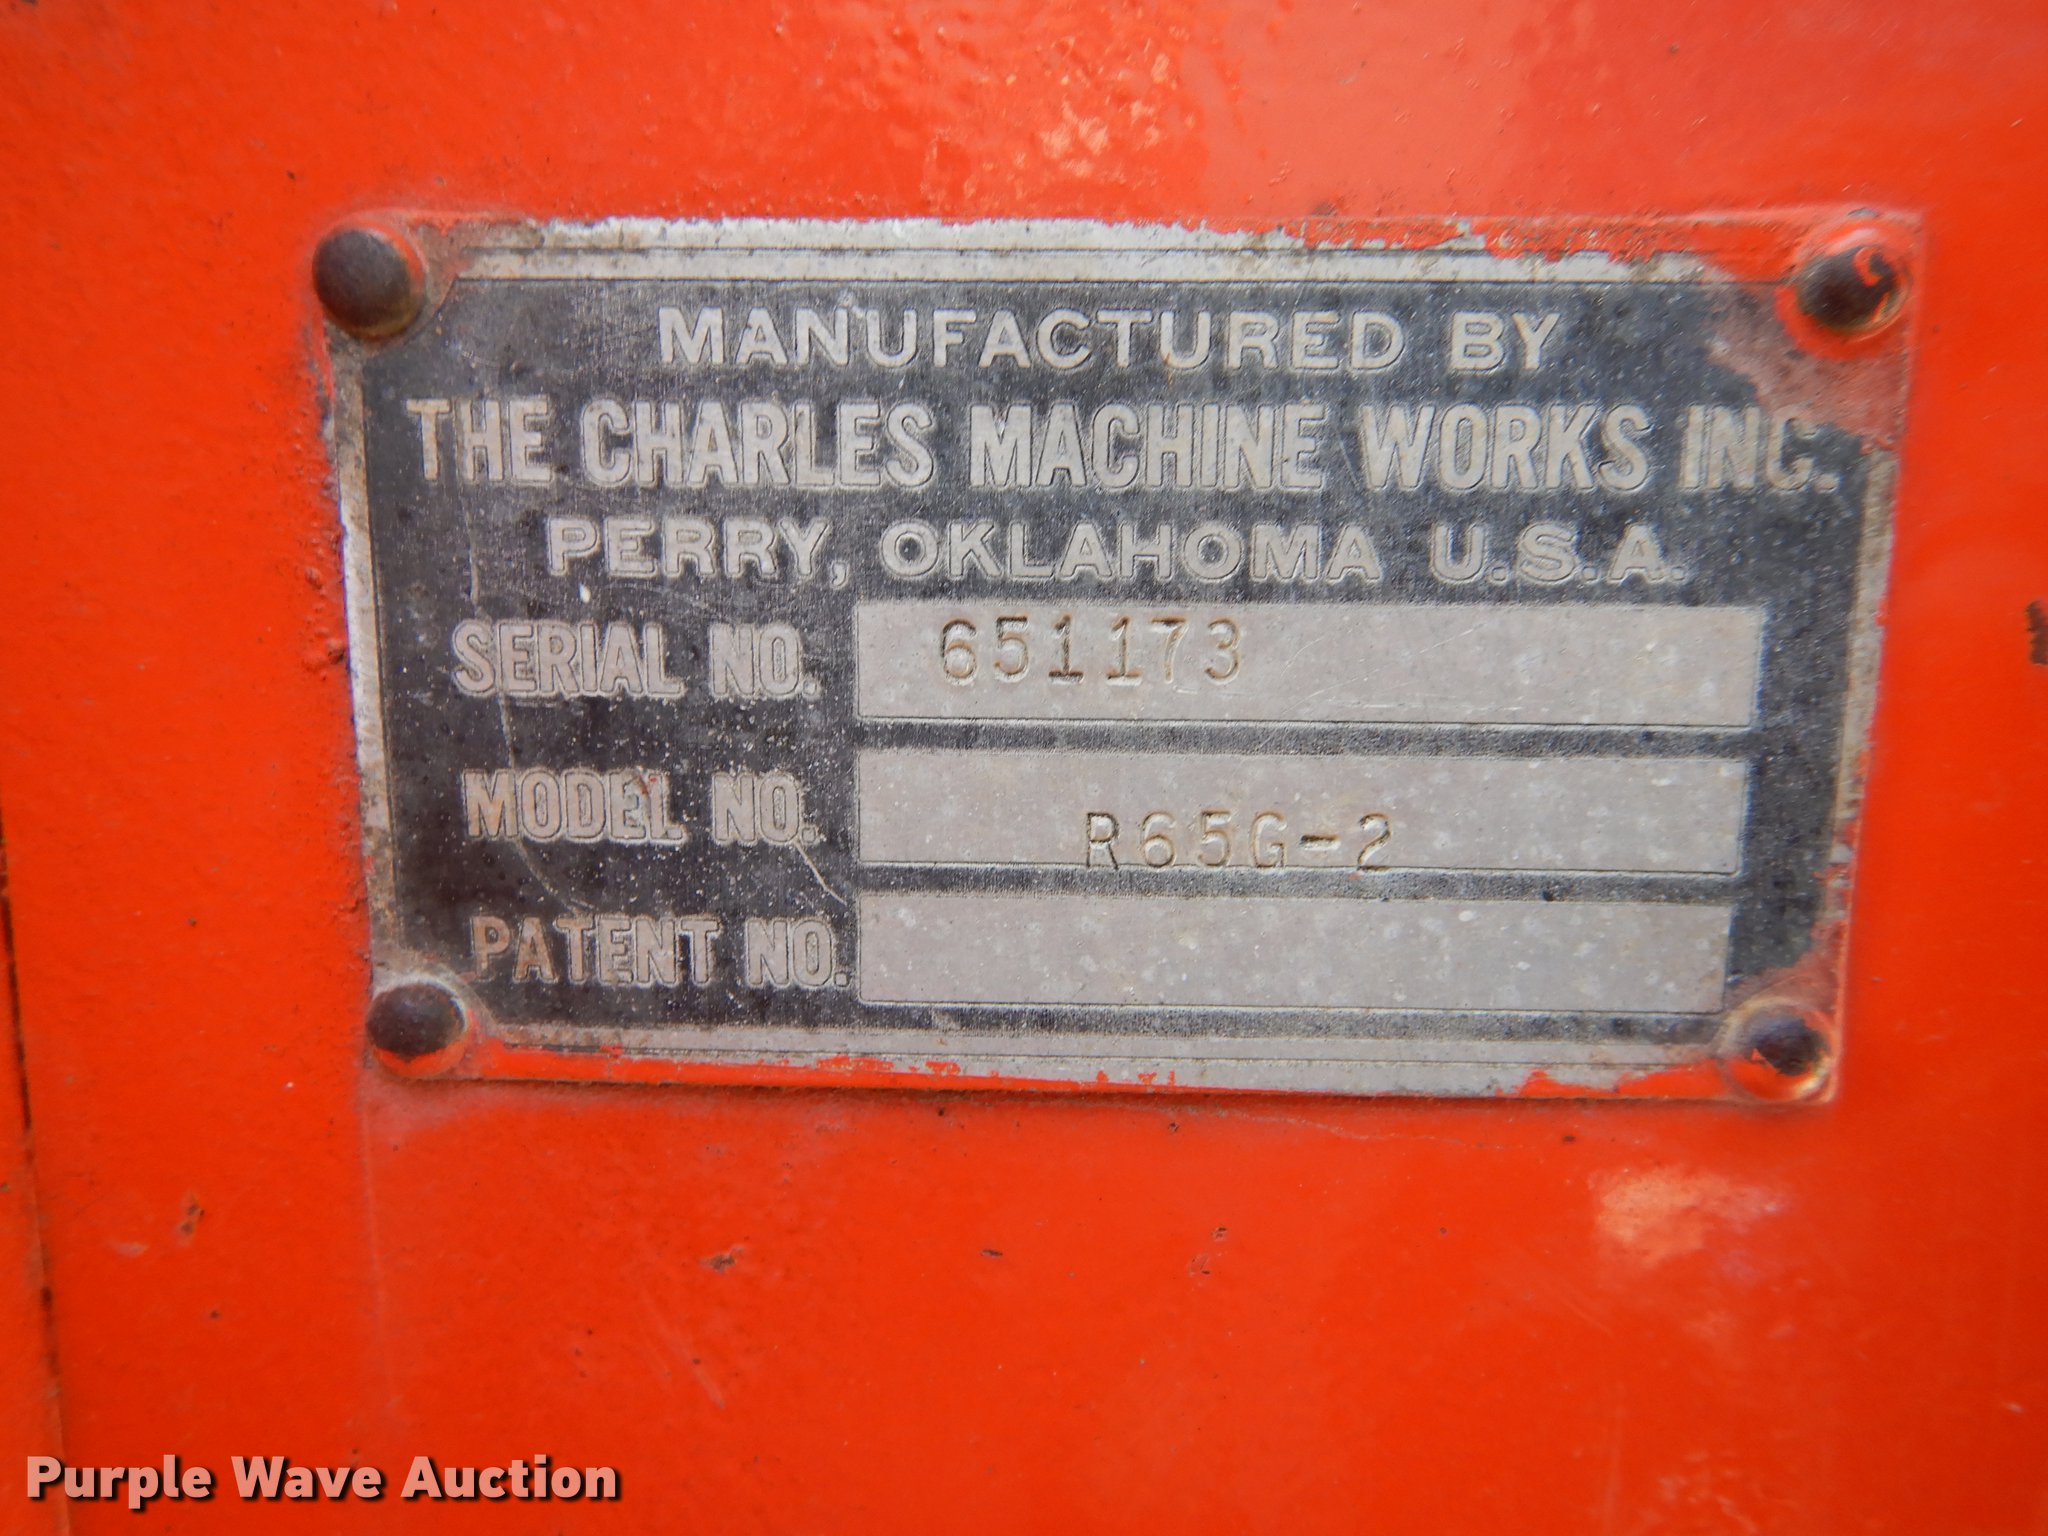 MANUFACTURED BY
THE CHARLES MACHINE WORKS INC.
PERRY, OKLAHOMA U.S.A.
SERIAL NO. 651173
MODEL NO. R65G-2
PATENT NO.
Purple Wave Auction